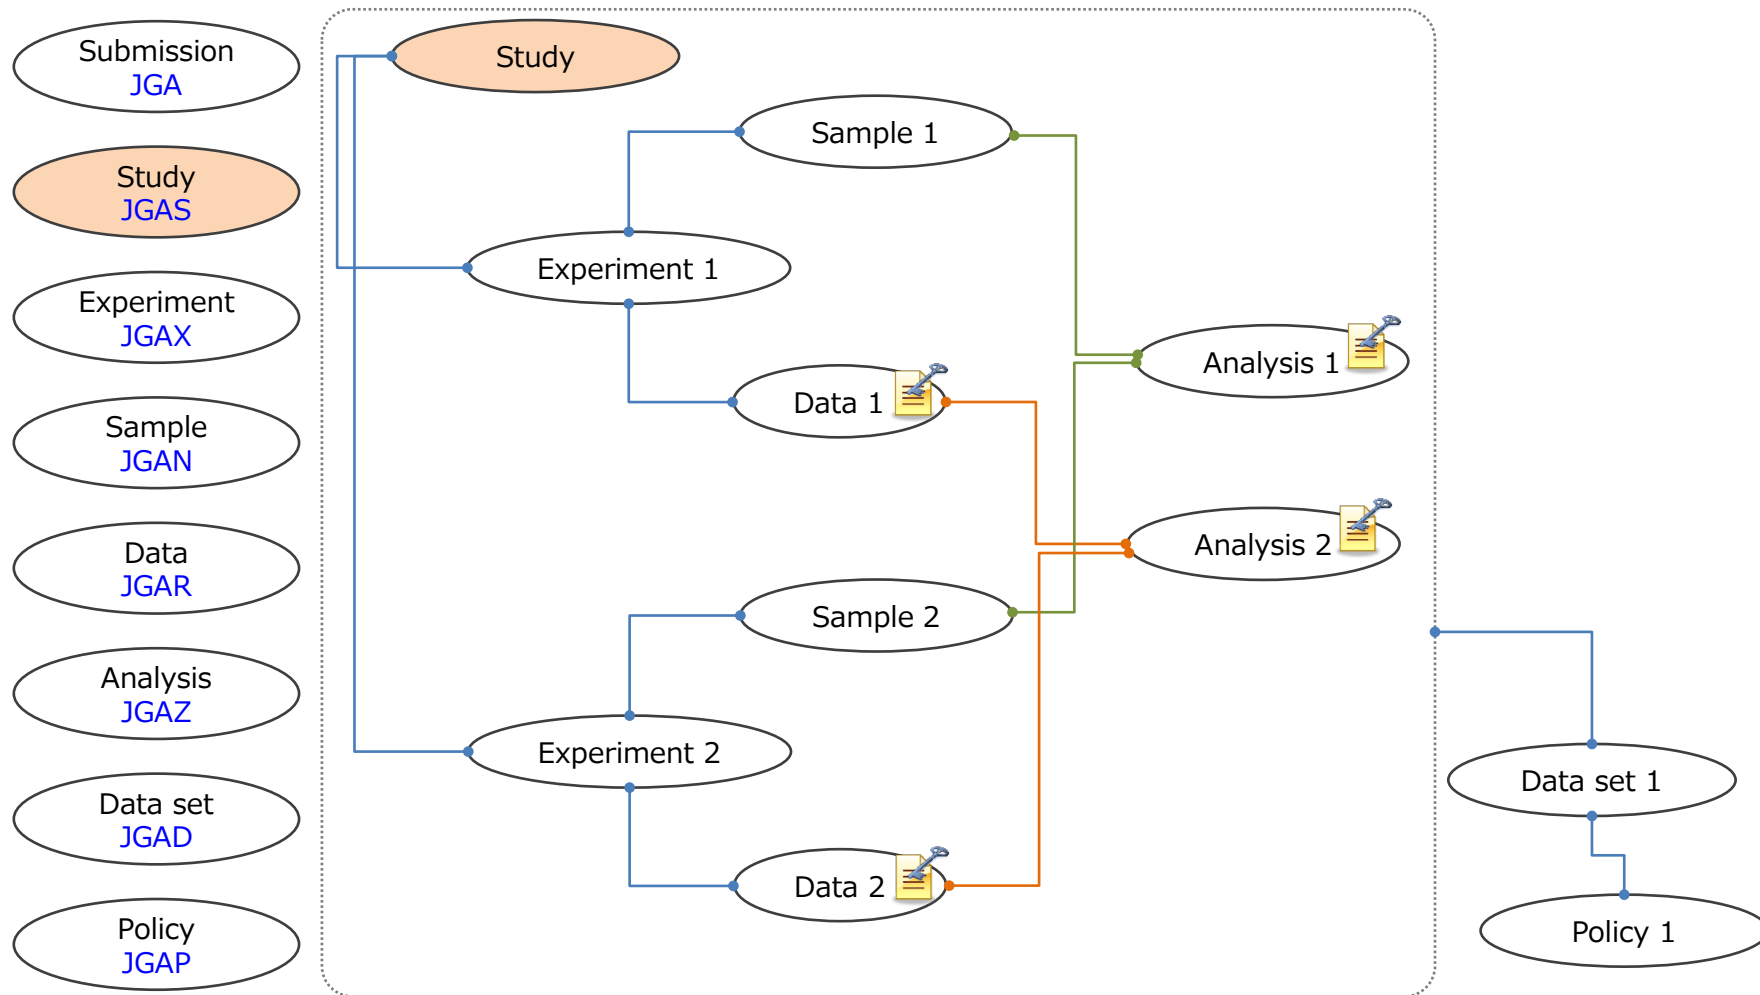 Submission
JGA
Study
JGAS
Experiment
JGAX
Sample
JGAN
Data
JGAR
Analysis
JGAZ
Data set
JGAD
Policy
JGAP
Study
Sample 1
Experiment 1
Data 1
Analysis 1
Analysis 2
Sample 2
Experiment 2
Data 2
Data set 1
Policy 1